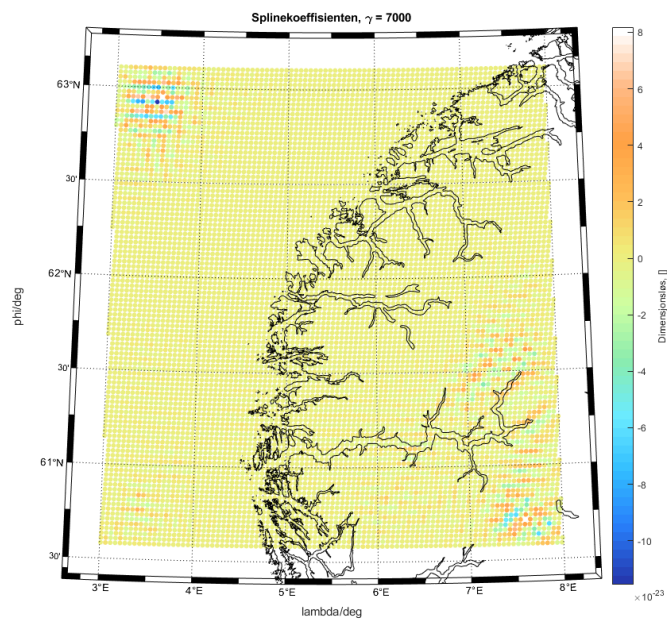 Splinekoeffisienten, γ = 7000
63°N
30'
62°N
30'
61°N
30'
3°E
4°E
5°E
6°E
7°E
8°E
phi/deg
lambda/deg
8
6
4
2
0
-2
-4
-6
-8
-10
×10⁻²³
Dimensjonsløs, []